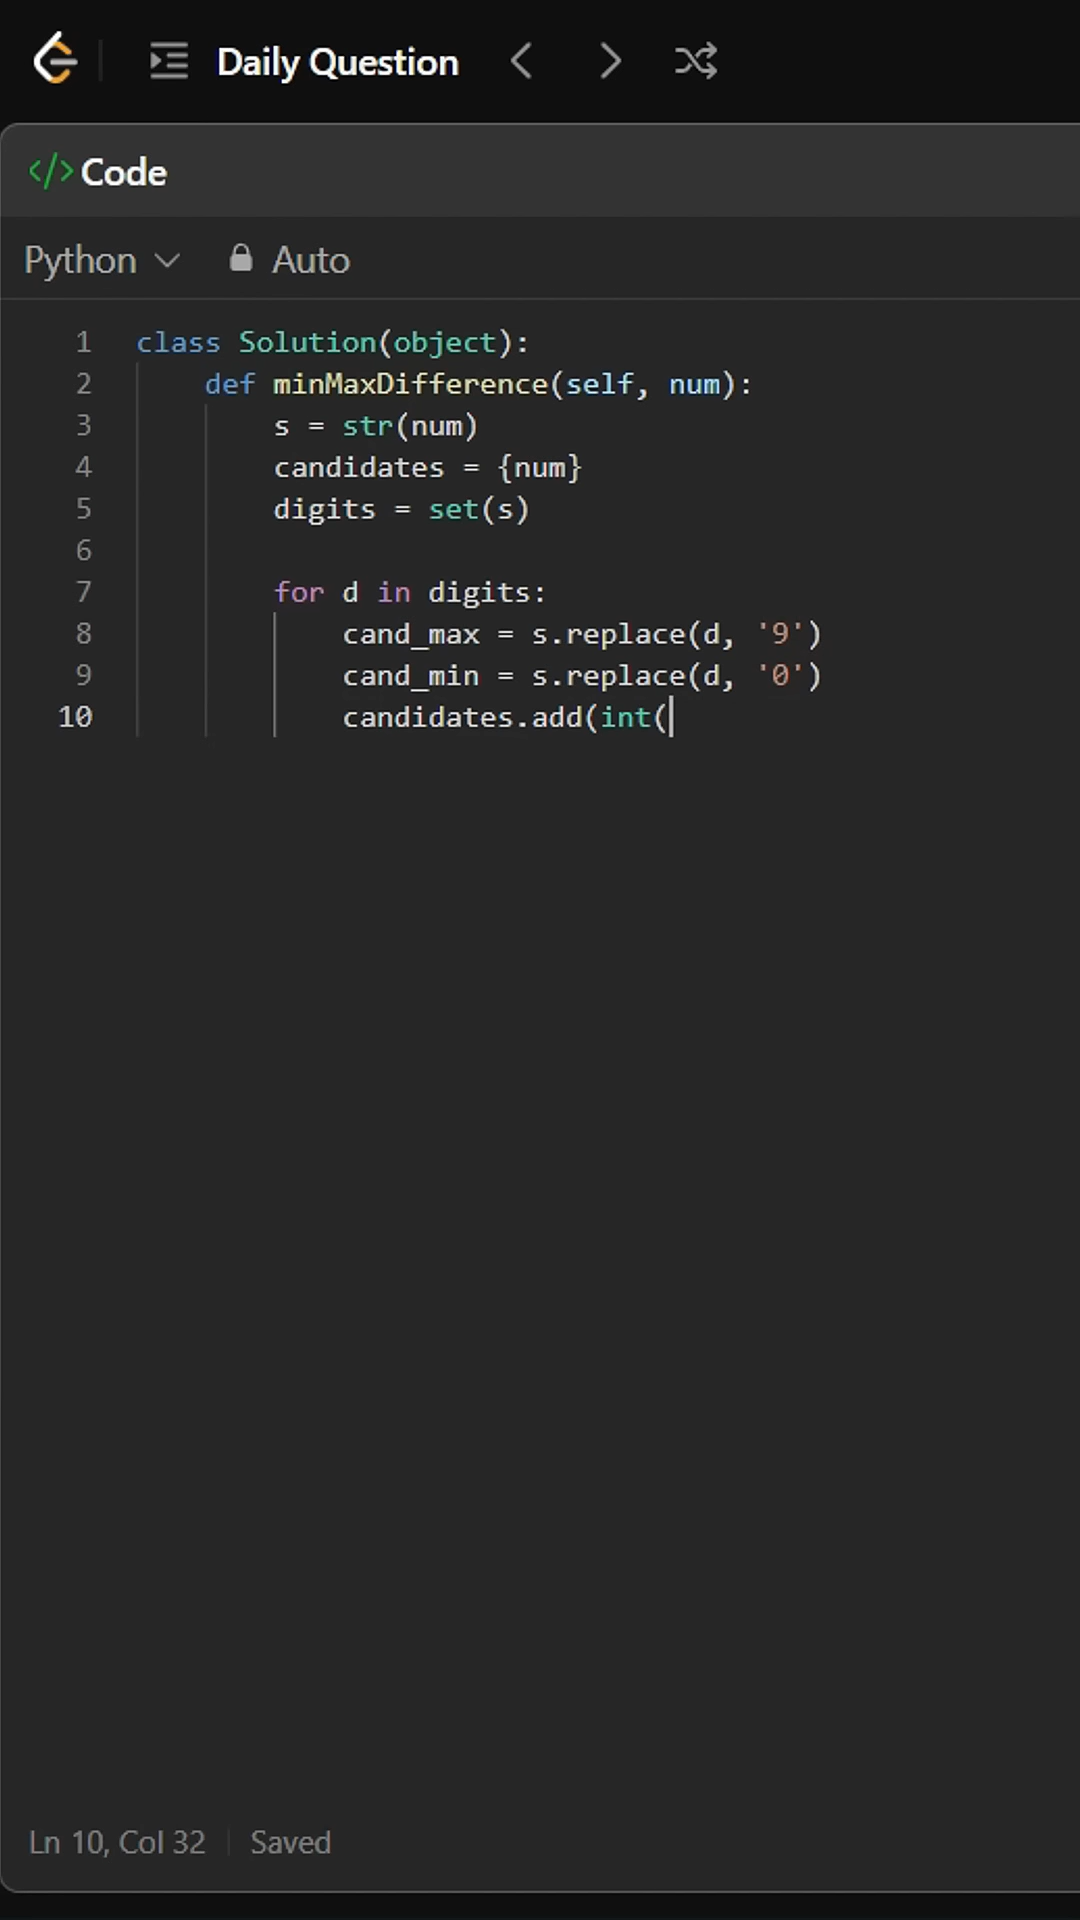 Daily Question
</> Code
Python Auto
1 class Solution(object):
2     def minMaxDifference(self, num):
3         s = str(num)
4         candidates = {num}
5         digits = set(s)
6
7         for d in digits:
8             cand_max = s.replace(d, '9')
9             cand_min = s.replace(d, '0')
10             candidates.add(int(
Ln 10, Col 32 Saved